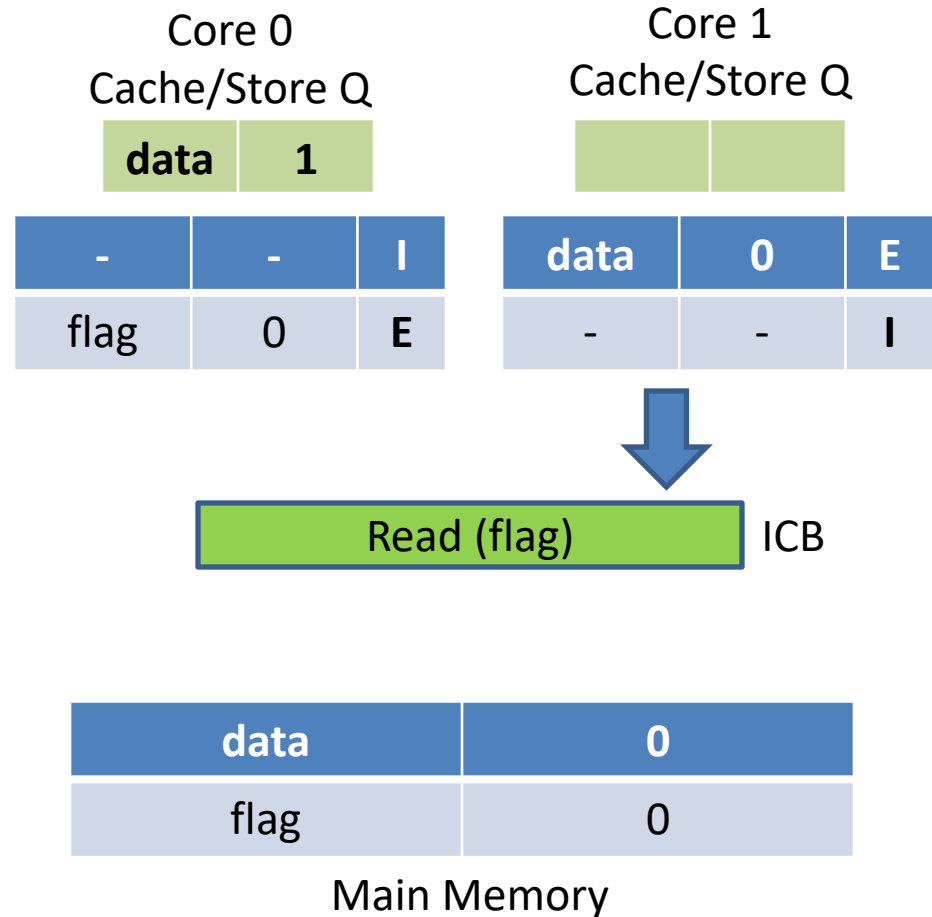 Core 0
Cache/Store Q
data 1
- - I
flag 0 E
Core 1
Cache/Store Q
data 0 E
- - I
Read (flag) ICB
data 0
flag 0
Main Memory